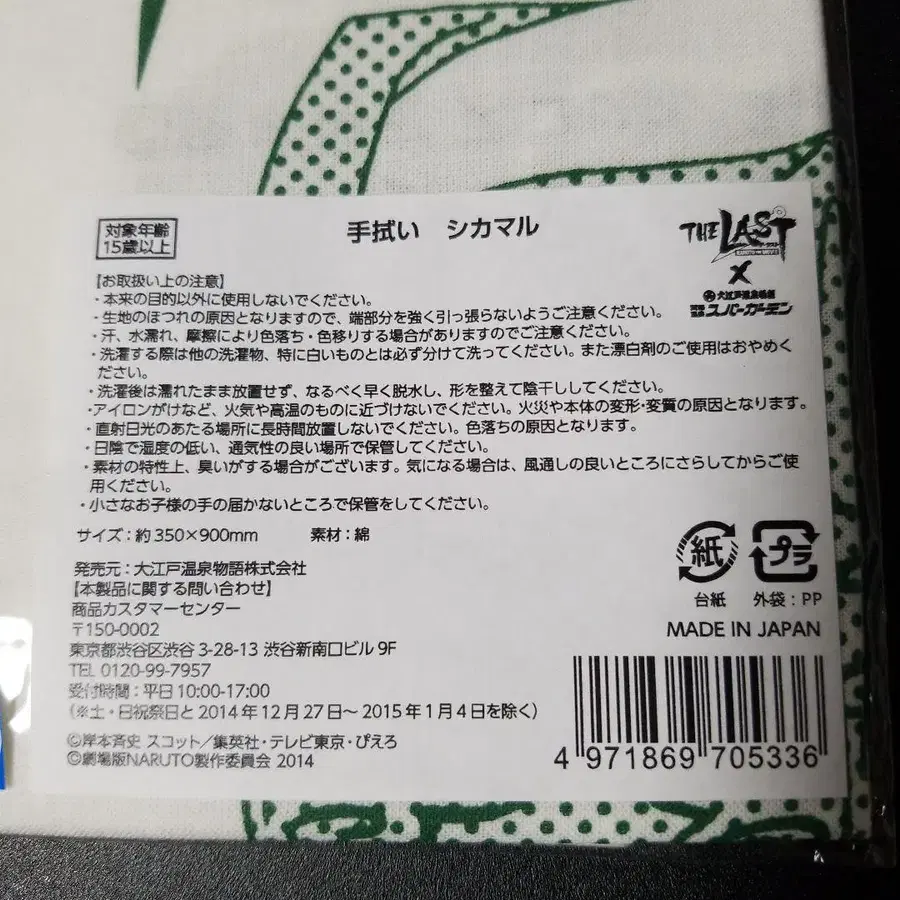 対象年齢
15歳以上
手拭い　シカマル
THE LAST
×
大江戸温泉物語
スパーガーデン
【お取扱い上の注意】
・本来の目的以外に使用しないでください。
・生地のほつれの原因となりますので、端部分を強く引っ張らないようご注意ください。
・汗、水濡れ、摩擦により色落ち・色移りする場合がありますのでご注意ください。
・洗濯する際は他の洗濯物、特に白いものとは必ず分けて洗ってください。また漂白剤のご使用はおやめく
ださい。
・洗濯後は濡れたまま放置せず、なるべく早く脱水し、形を整えて陰干ししてください。
・アイロンがけなど、火気や高温のものに近づけないでください。火災や本体の変形・変質の原因となります。
・直射日光のあたる場所に長時間放置しないでください。色落ちの原因となります。
・日陰で湿度の低い、通気性の良い場所で保管してください。
・素材の特性上、臭いがする場合がございます。気になる場合は、風通しの良いところにさらしてからご使
用ください。
・小さなお子様の手の届かないところで保管をしてください。
サイズ：約350×900mm　　素材：綿
発売元：大江戸温泉物語株式会社
【本製品に関する問い合わせ】
商品カスタマーセンター
〒150-0002
東京都渋谷区渋谷 3-28-13 渋谷新南口ビル 9F
TEL 0120-99-7957
受付時間：平日 10:00-17:00
（※土・日祝祭日と 2014年12月27日～2015年1月4日を除く）
©岸本斉史 スコット／集英社・テレビ東京・ぴえろ
©劇場版NARUTO製作委員会 2014
紙
プラ
台紙
外袋：PP
MADE IN JAPAN
4 971869 705336